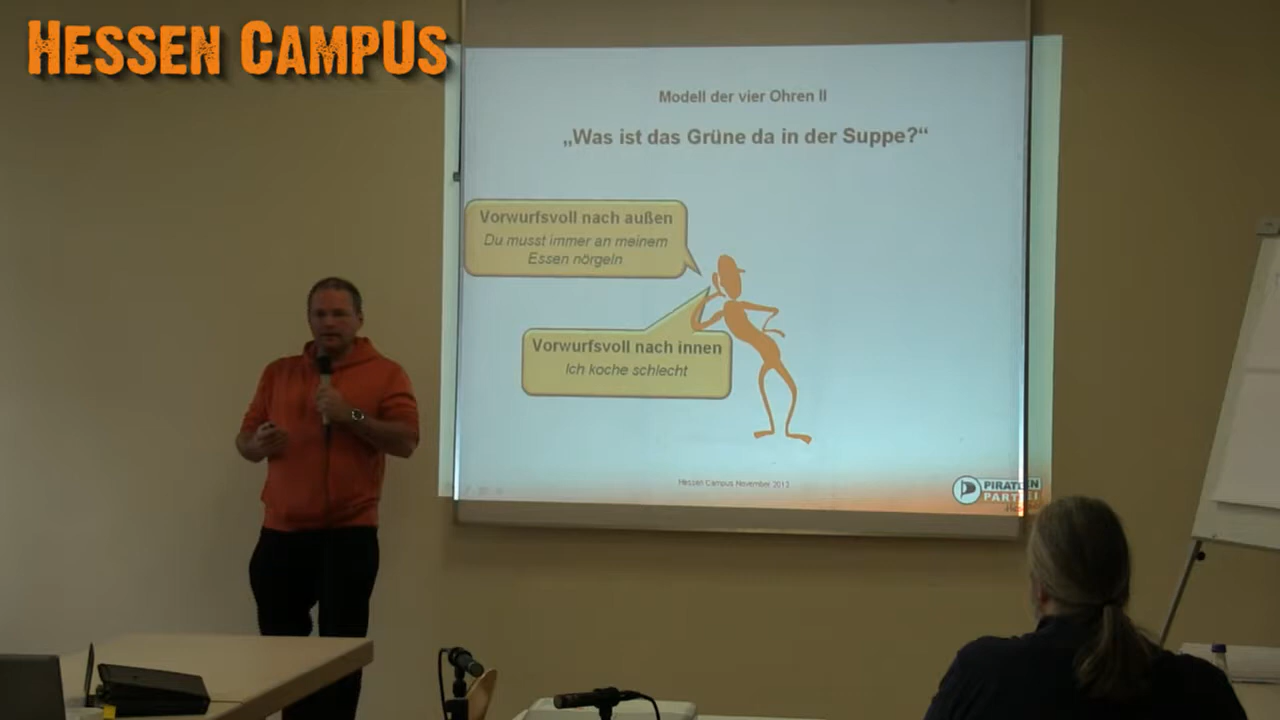 HESSEN CAMPUS
Modell der vier Ohren II
„Was ist das Grüne da in der Suppe?“
Vorwurfsvoll nach außen
Du musst immer an meinem
Essen nörgeln
Vorwurfsvoll nach innen
Ich koche schlecht
Hessen Campus November 2013
PIRATEN
PARTEI